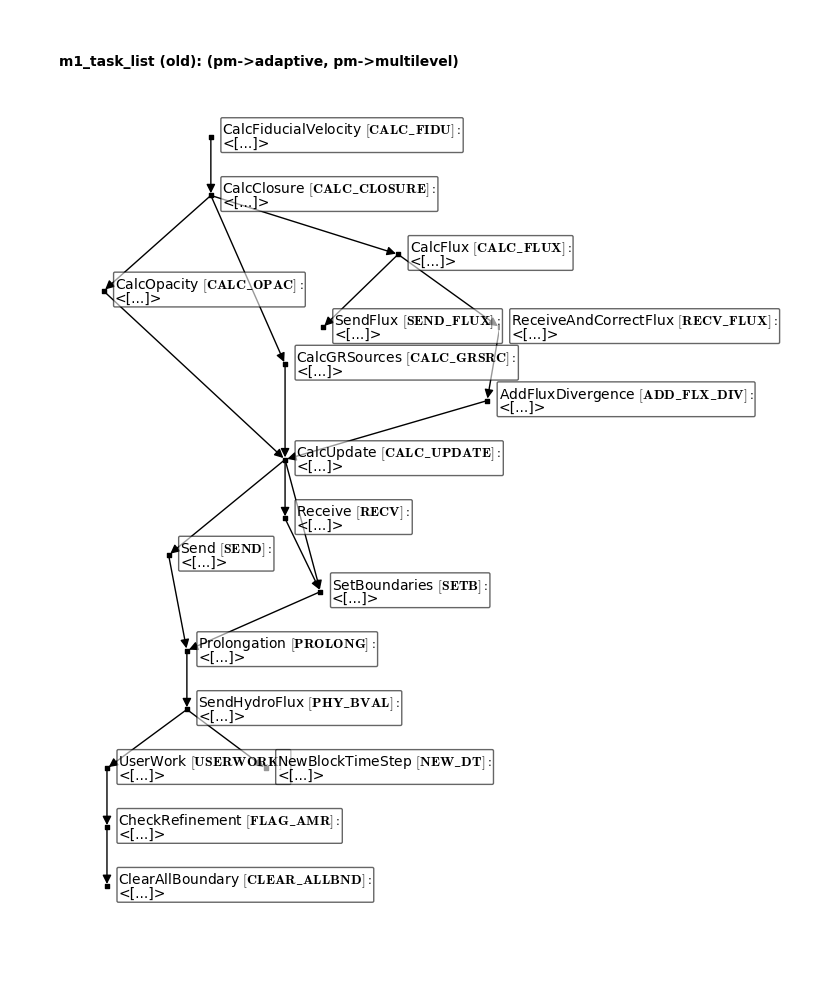 m1_task_list (old): (pm->adaptive, pm->multilevel)
CalcFiducialVelocity [CALC_FIDU]:
<[...]>
CalcClosure [CALC_CLOSURE]:
<[...]>
CalcFlux [CALC_FLUX]:
<[...]>
CalcOpacity [CALC_OPAC]:
<[...]>
SendFlux [SEND_FLUX]:
<[...]>
ReceiveAndCorrectFlux [RECV_FLUX]:
<[...]>
CalcGRSources [CALC_GRSRC]:
<[...]>
AddFluxDivergence [ADD_FLX_DIV]:
<[...]>
CalcUpdate [CALC_UPDATE]:
<[...]>
Receive [RECV]:
<[...]>
Send [SEND]:
<[...]>
SetBoundaries [SETB]:
<[...]>
Prolongation [PROLONG]:
<[...]>
SendHydroFlux [PHY_BVAL]:
<[...]>
UserWork [USERWORK
<[...]>
NewBlockTimeStep [NEW_DT]:
<[...]>
CheckRefinement [FLAG_AMR]:
<[...]>
ClearAllBoundary [CLEAR_ALLBND]:
<[...]>